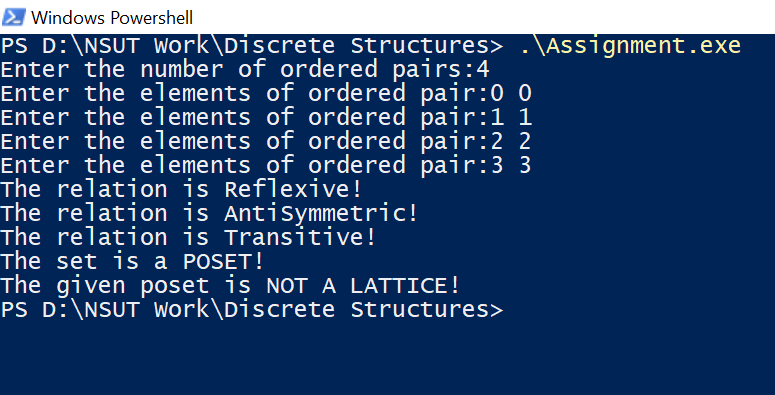 Windows Powershell
PS D:\NSUT Work\Discrete Structures> .\Assignment.exe
Enter the number of ordered pairs:4
Enter the elements of ordered pair:0 0
Enter the elements of ordered pair:1 1
Enter the elements of ordered pair:2 2
Enter the elements of ordered pair:3 3
The relation is Reflexive!
The relation is AntiSymmetric!
The relation is Transitive!
The set is a POSET!
The given poset is NOT A LATTICE!
PS D:\NSUT Work\Discrete Structures>